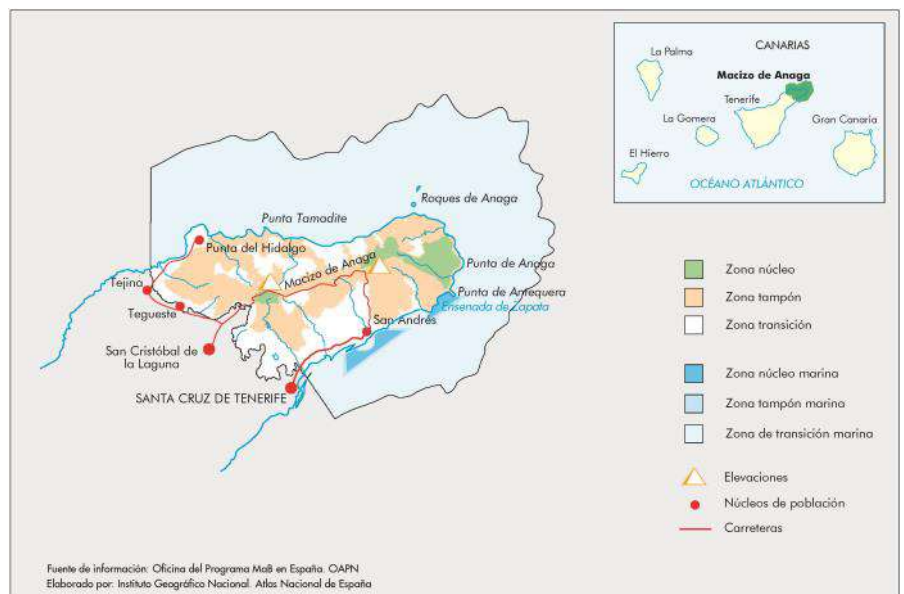 CANARIAS
La Palma
Macizo de Anaga
Tenerife
La Gomera
Gran Canaria
El Hierro
OCÉANO ATLÁNTICO
Roques de Anaga
Punta Tamadite
Punta del Hidalgo
Macizo de Anaga
Punta de Anaga
Tejina
Punta de Antequera
Ensenada de Zapata
Tegueste
San Andrés
San Cristóbal de
la Laguna
SANTA CRUZ DE TENERIFE
Zona núcleo
Zona tampón
Zona transición
Zona núcleo marina
Zona tampón marina
Zona de transición marina
Elevaciones
Núcleos de población
Carreteras
Fuente de información: Oficina del Programa MaB en España. OAPN
Elaborado por: Instituto Geográfico Nacional. Atlas Nacional de España